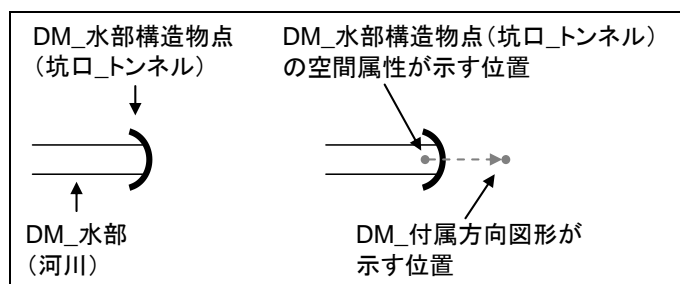 DM_水部構造物点
(坑口_トンネル)
DM_水部構造物点(坑口_トンネル)
の空間属性が示す位置
DM_水部
(河川)
DM_付属方向図形が
示す位置